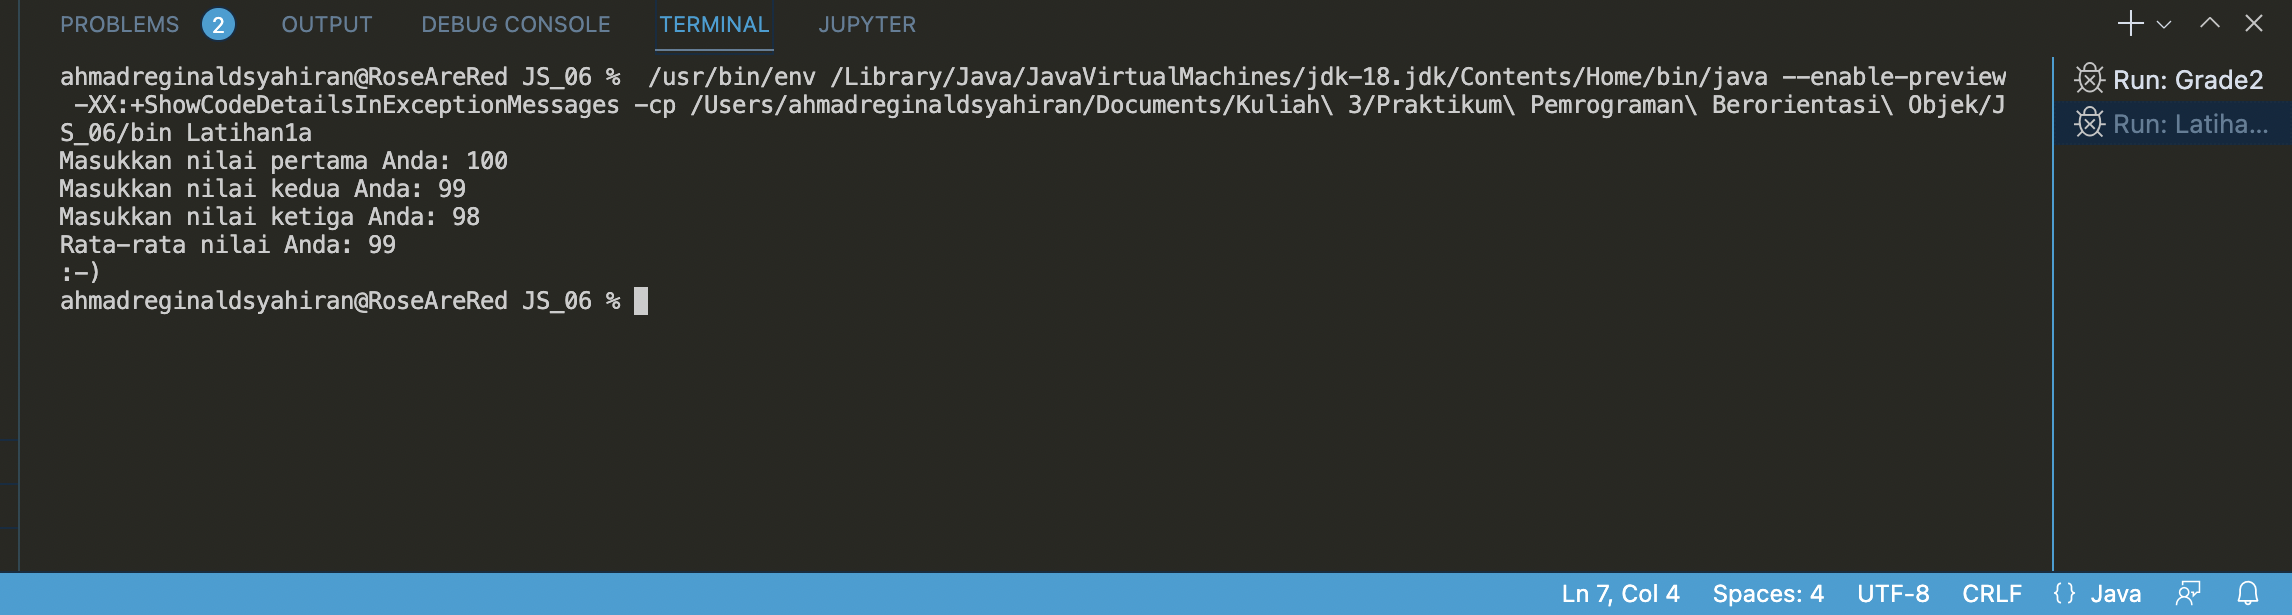 PROBLEMS 2 OUTPUT DEBUG CONSOLE TERMINAL JUPYTER
ahmadreginaldsyahiran@RoseAreRed JS_06 %  /usr/bin/env /Library/Java/JavaVirtualMachines/jdk-18.jdk/Contents/Home/bin/java --enable-preview
 -XX:+ShowCodeDetailsInExceptionMessages -cp /Users/ahmadreginaldsyahiran/Documents/Kuliah\ 3/Praktikum\ Pemrograman\ Berorientasi\ Objek/J
S_06/bin Latihan1a
Masukkan nilai pertama Anda: 100
Masukkan nilai kedua Anda: 99
Masukkan nilai ketiga Anda: 98
Rata-rata nilai Anda: 99
:-)
ahmadreginaldsyahiran@RoseAreRed JS_06 %
Run: Grade2
Run: Latiha...
Ln 7, Col 4 Spaces: 4 UTF-8 CRLF {} Java